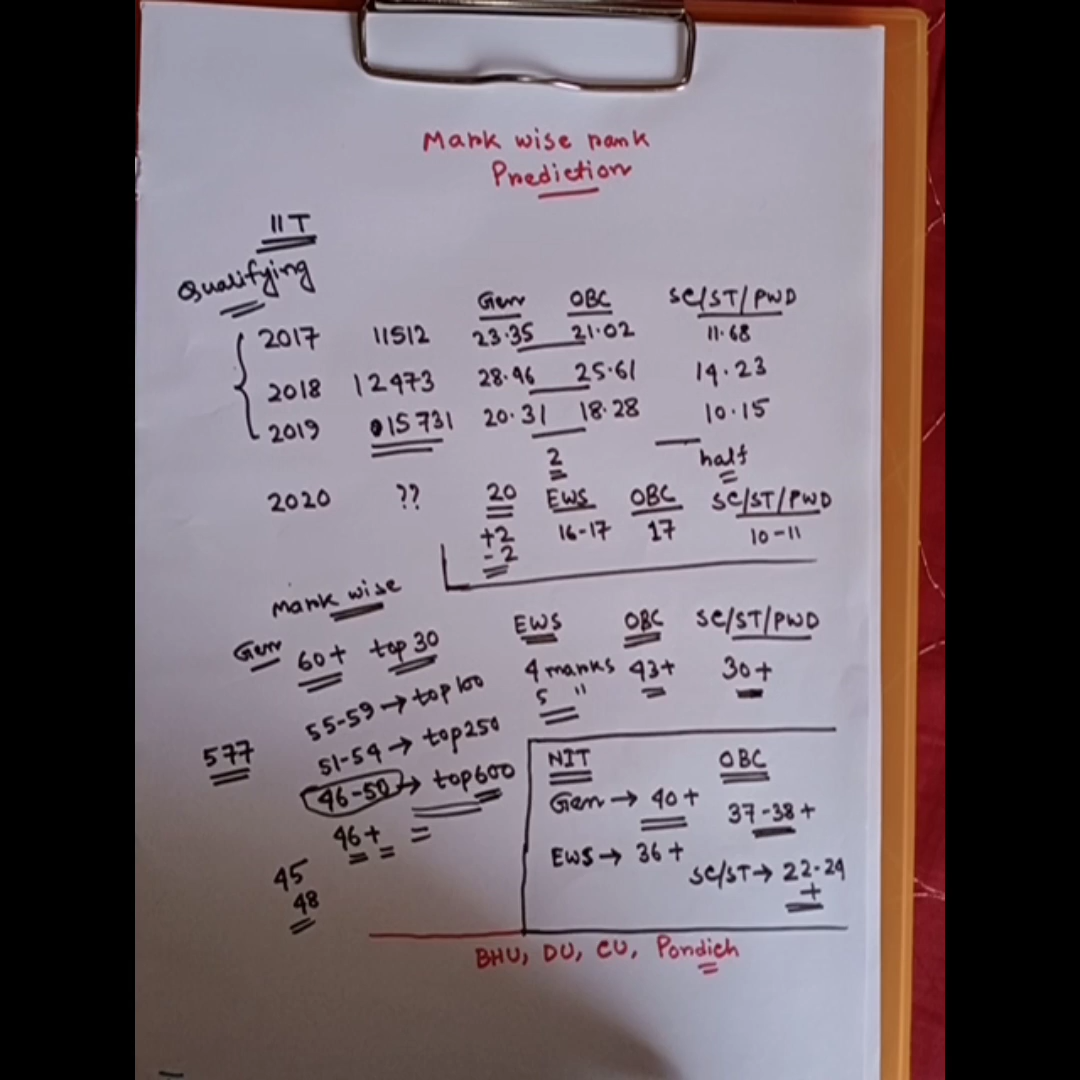 Mark wise rank
Prediction
IIT
Qualifying
Gen OBC SC/ST/PWD
2017 11512 23.35 21.02 11.68
2018 12473 28.46 25.61 14.23
2019 15731 20.31 18.28 10.15
2 half
2020 ?? 20 EWS OBC SC/ST/PWD
+2 16-17 17 10-11
-2
Mark wise
Gen 60+ top 30 EWS OBC SC/ST/PWD
4 marks 43+ 30+
5 "
55-59 → top 100
51-54 → top 250
577
46-50 → top 600
46+ =
45
48
NIT OBC
Gen → 40+ 37-38+
EWS → 36+
SC/ST → 22-24
+
BHU, DU, CU, Pondich